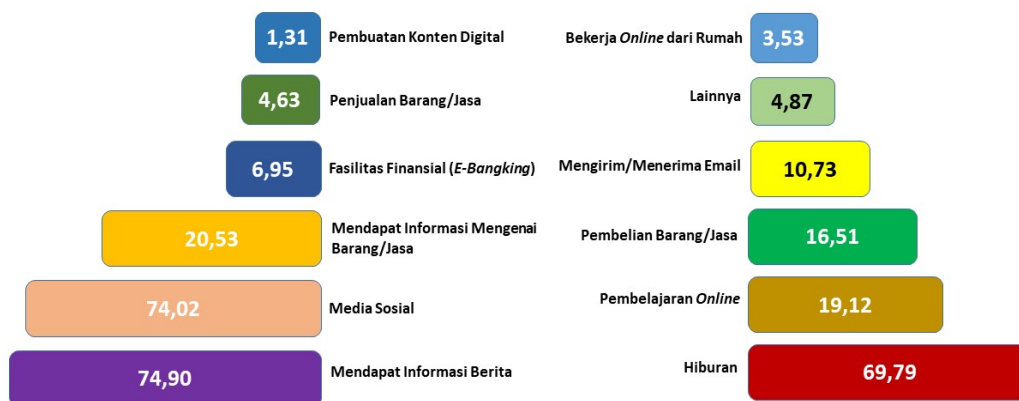 1,31 Pembuatan Konten Digital
4,63 Penjualan Barang/Jasa
6,95 Fasilitas Finansial (E-Bangking)
20,53 Mendapat Informasi Mengenai
Barang/Jasa
74,02 Media Sosial
74,90 Mendapat Informasi Berita
Bekerja Online dari Rumah 3,53
Lainnya 4,87
Mengirim/Menerima Email 10,73
Pembelian Barang/Jasa 16,51
Pembelajaran Online 19,12
Hiburan 69,79